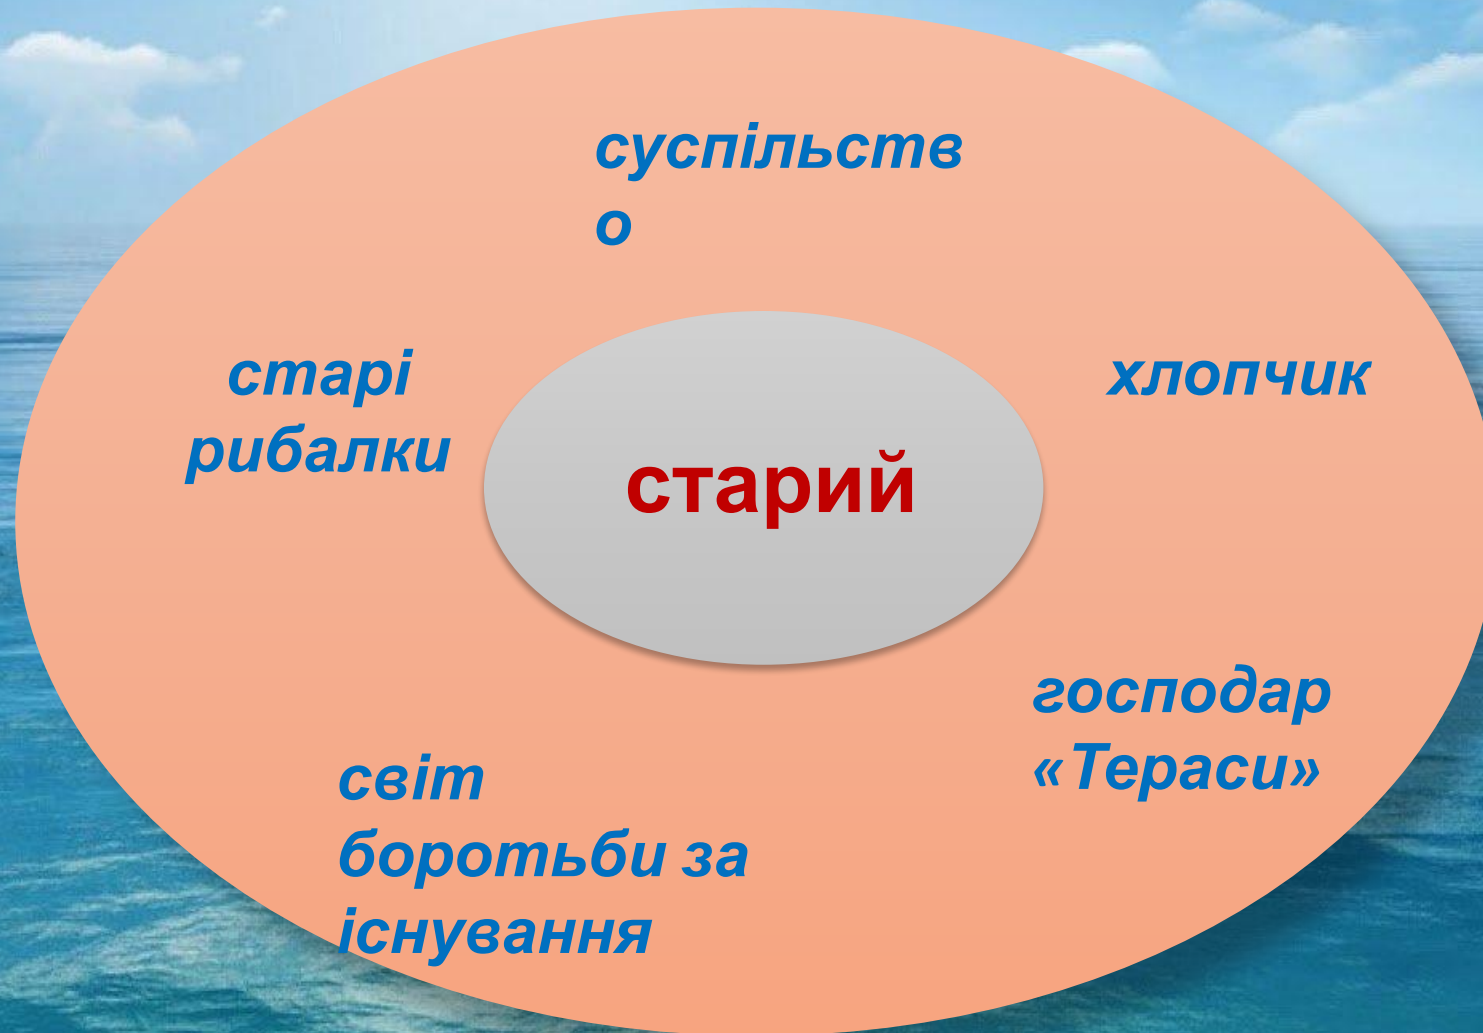 суспільств
о
старі
рибалки
хлопчик
старий
господар
«Тераси»
світ
боротьби за
існування